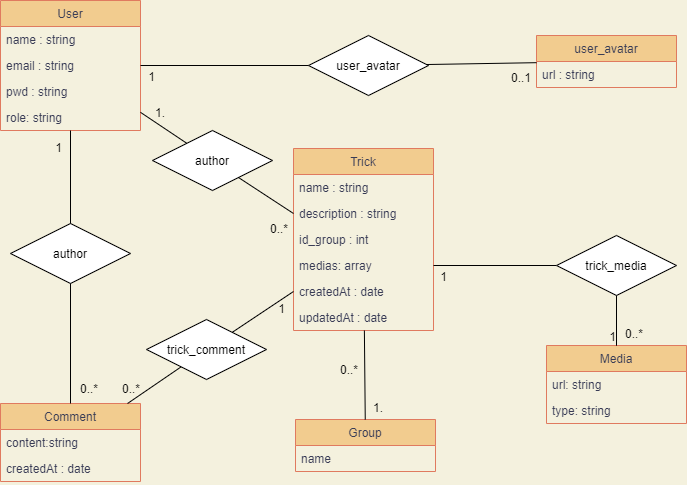 User
name : string
email : string
pwd : string
role: string
1
user_avatar
0..1
user_avatar
url : string
1.
author
0..*
1
author
0..*
Trick
name : string
description : string
id_group : int
medias: array
createdAt : date
updatedAt : date
1
trick_media
1
0..*
Media
url: string
type: string
1
trick_comment
0..*
Comment
content:string
createdAt : date
0..*
1.
Group
name